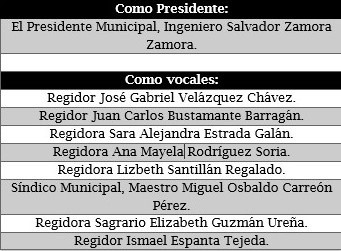 Como Presidente:
El Presidente Municipal, Ingeniero Salvador Zamora
Zamora.
Como vocales:
Regidor José Gabriel Velázquez Chávez.
Regidor Juan Carlos Bustamante Barragán.
Regidora Sara Alejandra Estrada Galán.
Regidora Ana Mayela Rodríguez Soria.
Regidora Lizbeth Santillán Regalado.
Síndico Municipal, Maestro Miguel Osbaldo Carreón
Pérez.
Regidora Sagrario Elizabeth Guzmán Ureña.
Regidor Ismael Espanta Tejeda.